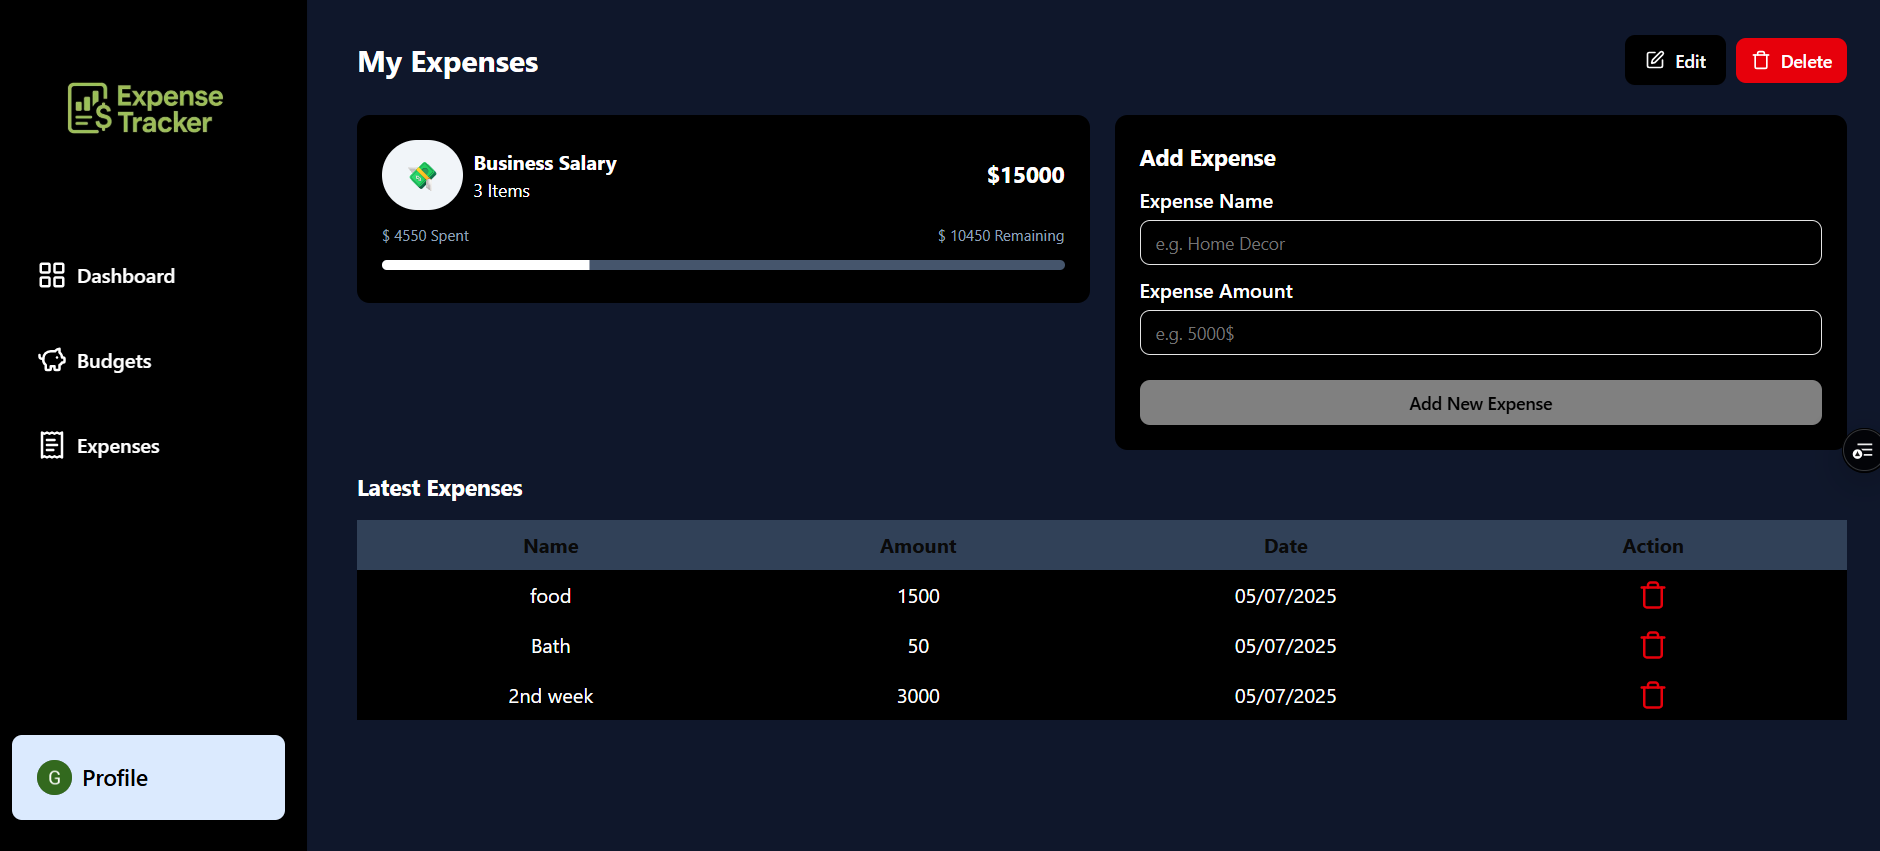 Expense
Tracker
Dashboard
Budgets
Expenses
G Profile
My Expenses
Edit
Delete
Business Salary
3 Items
$15000
$ 4550 Spent
$ 10450 Remaining
Add Expense
Expense Name
e.g. Home Decor
Expense Amount
e.g. 5000$
Add New Expense
Latest Expenses
Name Amount Date Action
food 1500 05/07/2025
Bath 50 05/07/2025
2nd week 3000 05/07/2025